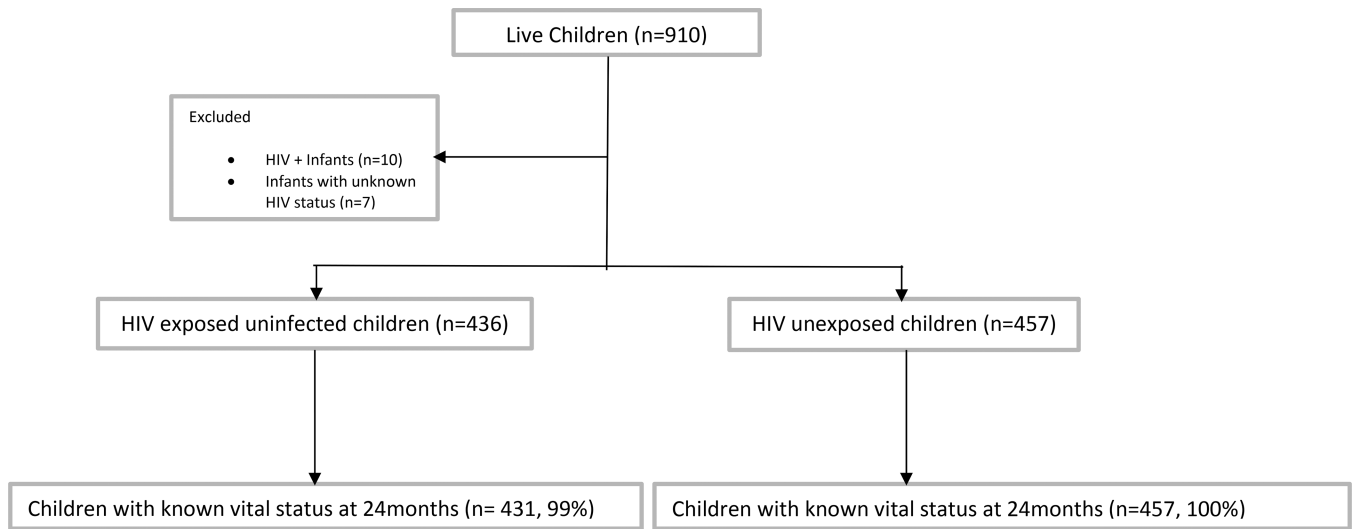 Live Children (n=910)
Excluded
● HIV + Infants (n=10)
● Infants with unknown
HIV status (n=7)
HIV exposed uninfected children (n=436)
HIV unexposed children (n=457)
Children with known vital status at 24months (n= 431, 99%)
Children with known vital status at 24months (n=457, 100%)